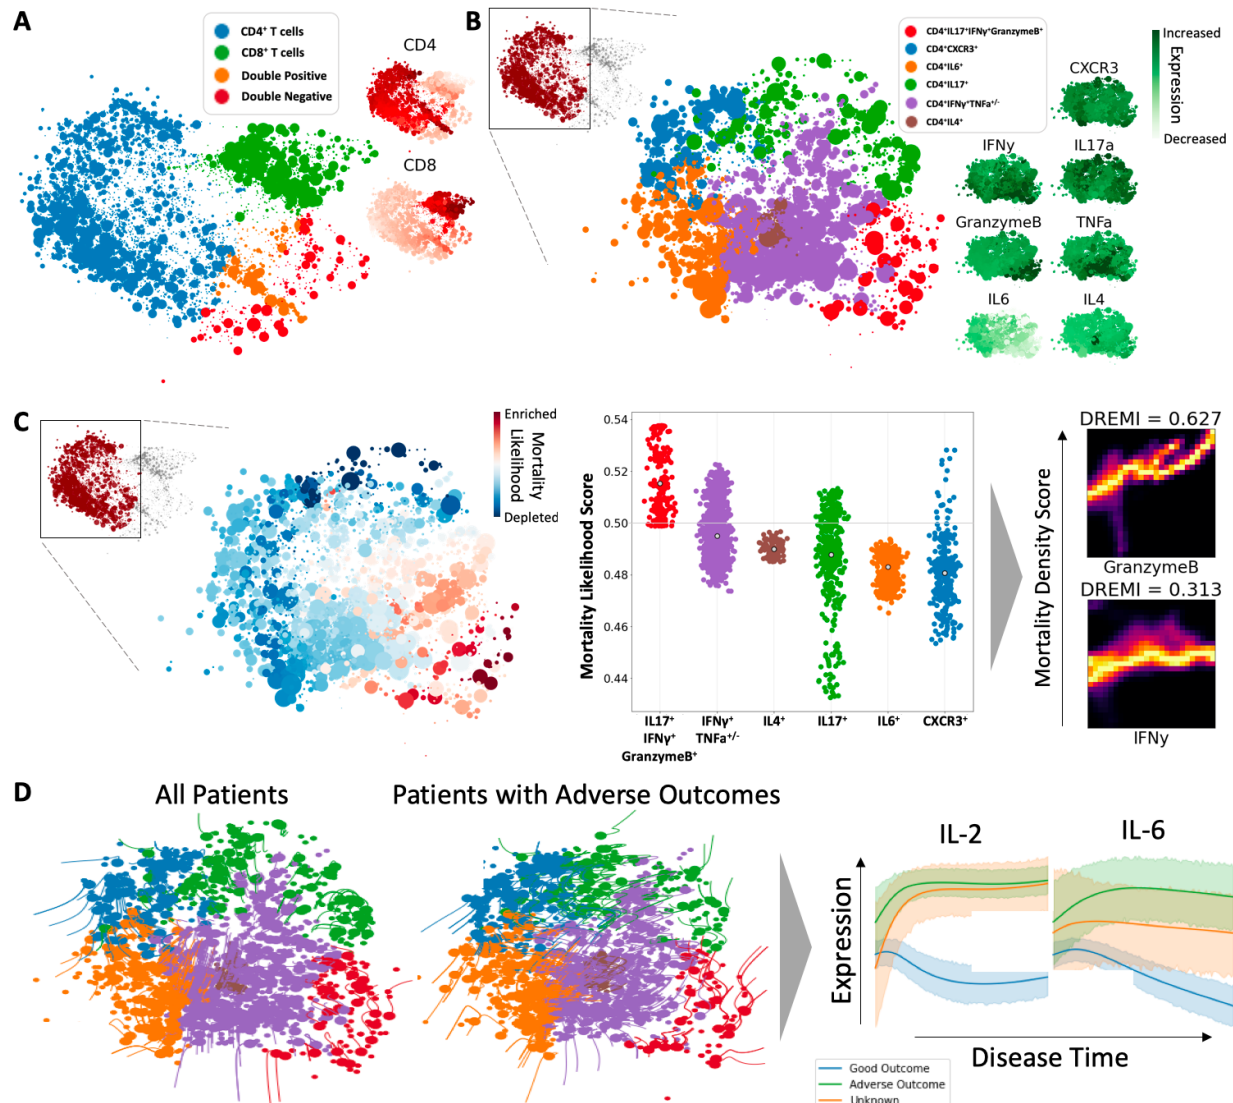 A
CD4⁺ T cells
CD8⁺ T cells
Double Positive
Double Negative
CD4
CD8
B
CD4⁺IL17⁺IFNγ⁺GranzymeB⁺
CD4⁺CXCR3⁺
CD4⁺IL6⁺
CD4⁺IL17⁺
CD4⁺IFNγ⁺TNFa⁺/⁻
CD4⁺IL4⁺
Increased
Expression
Decreased
CXCR3
IFNy
IL17a
GranzymeB
TNFa
IL6
IL4
C
Enriched
Mortality
Likelihood
Depleted
Mortality Likelihood Score
0.54
0.52
0.50
0.48
0.46
0.44
IL17⁺
IFNγ⁺
GranzymeB⁺
IFNγ⁺
TNFa⁺/⁻
IL4⁺
IL17⁺
IL6⁺
CXCR3⁺
Mortality Density Score
DREMI = 0.627
GranzymeB
DREMI = 0.313
IFNy
D
All Patients
Patients with Adverse Outcomes
IL-2
IL-6
Expression
Disease Time
Good Outcome
Adverse Outcome
Unknown